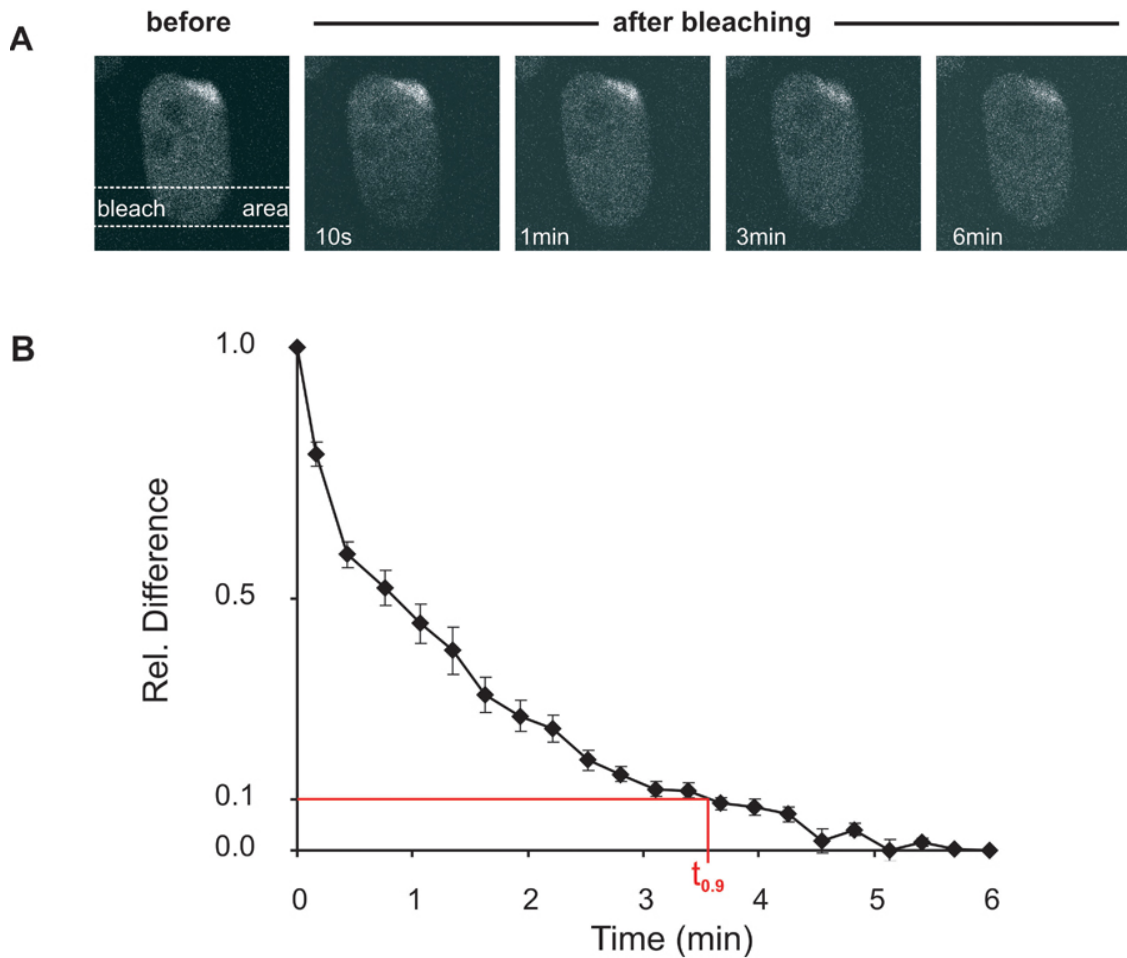 before
after bleaching
A
bleach area
10s
1min
3min
6min
B
1.0
0.5
0.1
0.0
Rel. Difference
t0.9
0 1 2 3 4 5 6
Time (min)